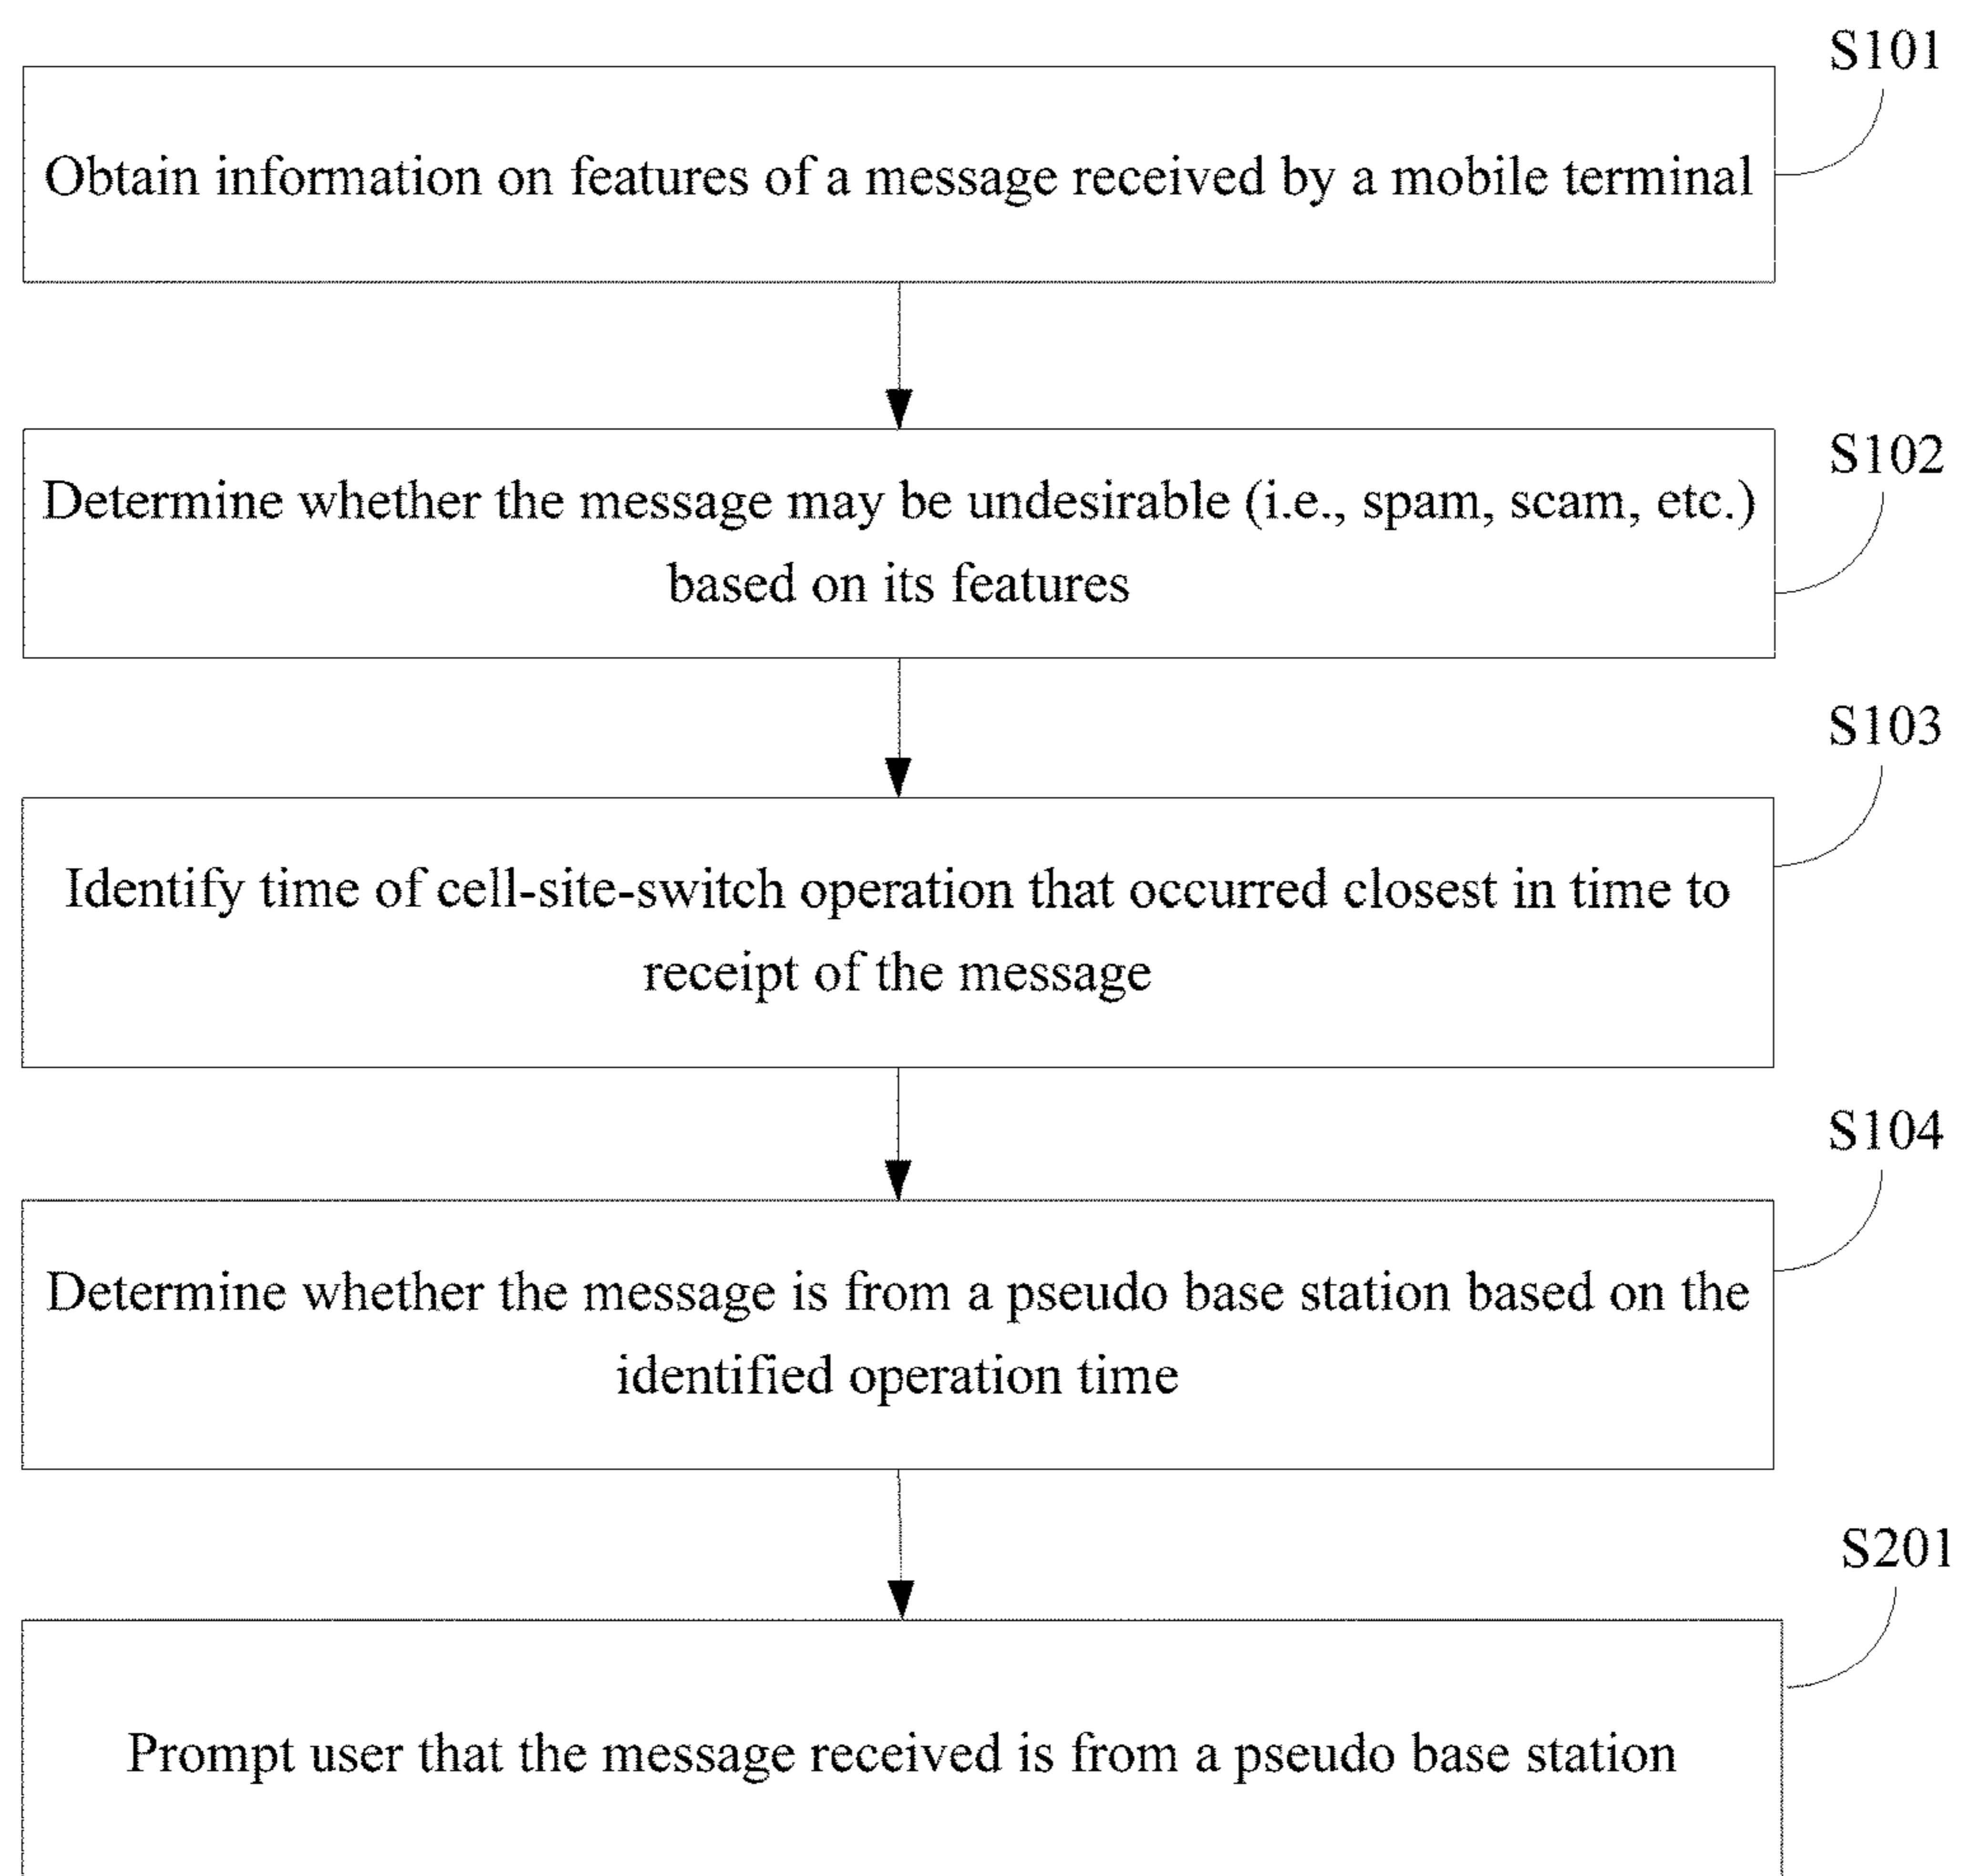 S101
Obtain information on features of a message received by a mobile terminal
S102
Determine whether the message may be undesirable (i.e., spam, scam, etc.)
based on its features
S103
Identify time of cell-site-switch operation that occurred closest in time to
receipt of the message
S104
Determine whether the message is from a pseudo base station based on the
identified operation time
S201
Prompt user that the message received is from a pseudo base station